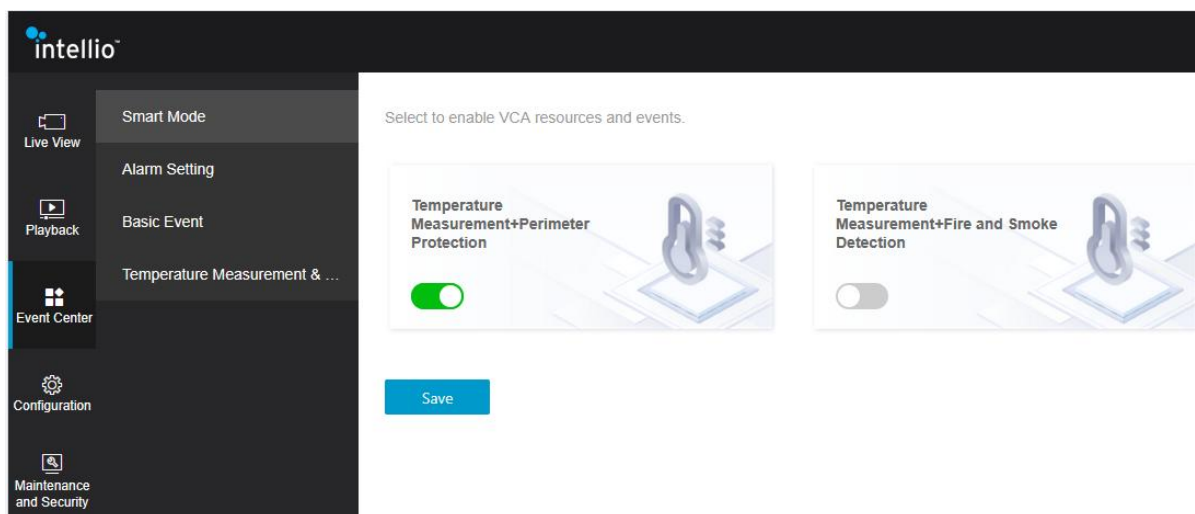 intellio™
Live View
Playback
Event Center
Configuration
Maintenance
and Security
Smart Mode
Alarm Setting
Basic Event
Temperature Measurement & ...
Select to enable VCA resources and events.
Temperature
Measurement+Perimeter
Protection
Temperature
Measurement+Fire and Smoke
Detection
Save